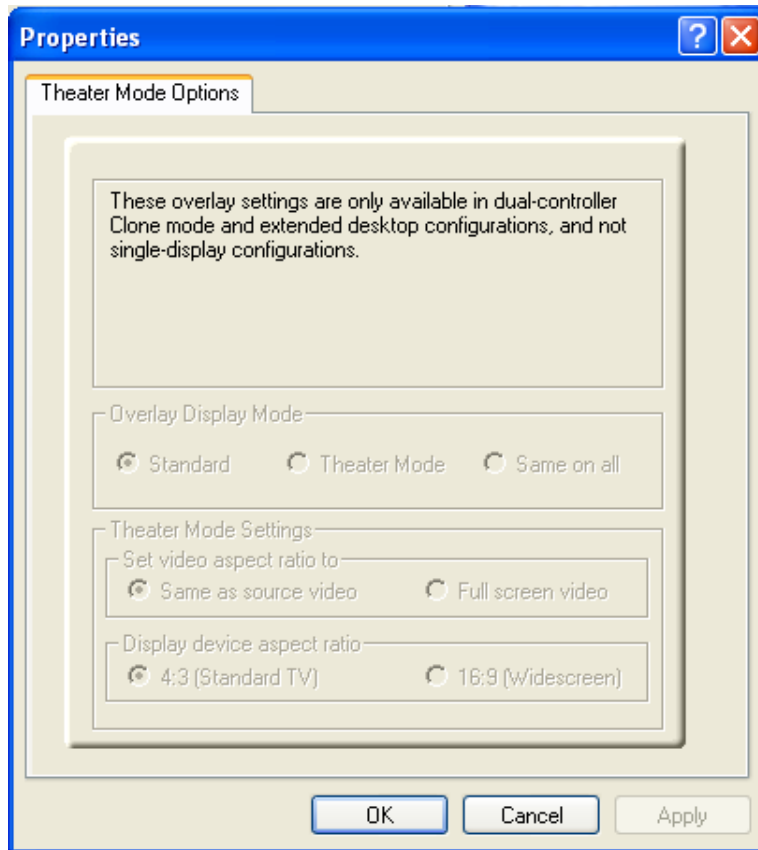 Properties
Theater Mode Options
These overlay settings are only available in dual-controller
Clone mode and extended desktop configurations, and not
single-display configurations.
Overlay Display Mode
Standard Theater Mode Same on all
Theater Mode Settings
Set video aspect ratio to
Same as source video Full screen video
Display device aspect ratio
4:3 (Standard TV) 16:9 (Widescreen)
OK Cancel Apply